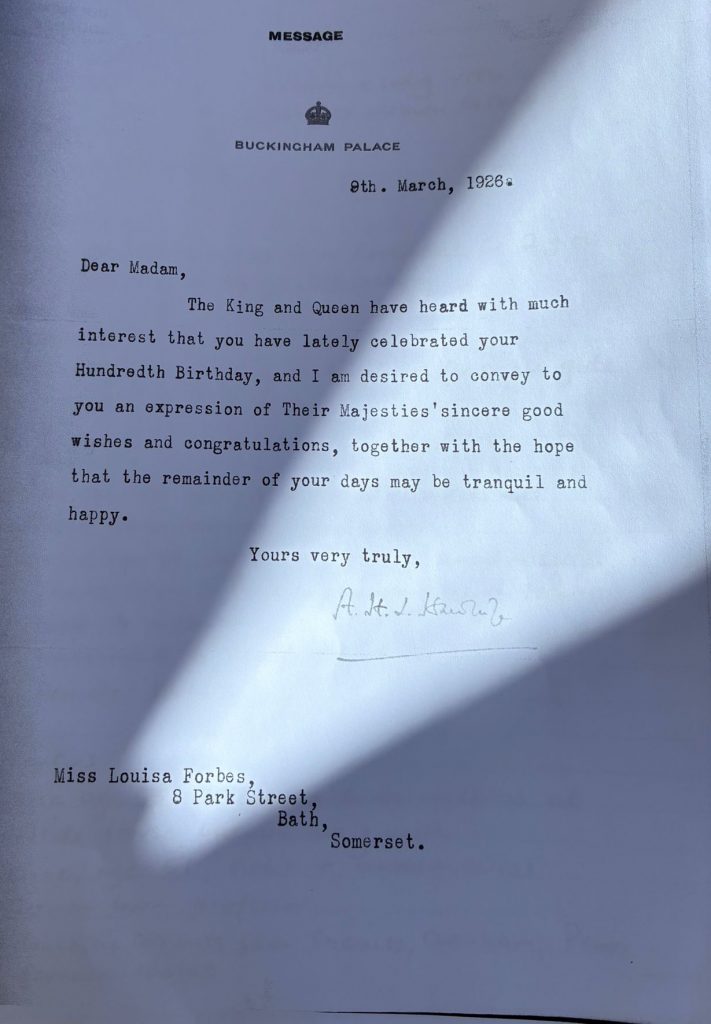 MESSAGE
BUCKINGHAM PALACE
9th. March, 1926.
Dear Madam,
The King and Queen have heard with much
interest that you have lately celebrated your
Hundredth Birthday, and I am desired to convey to
you an expression of Their Majesties'sincere good
wishes and congratulations, together with the hope
that the remainder of your days may be tranquil and
happy.
Yours very truly,
A. H. L.
Miss Louisa Forbes,
8 Park Street,
Bath,
Somerset.